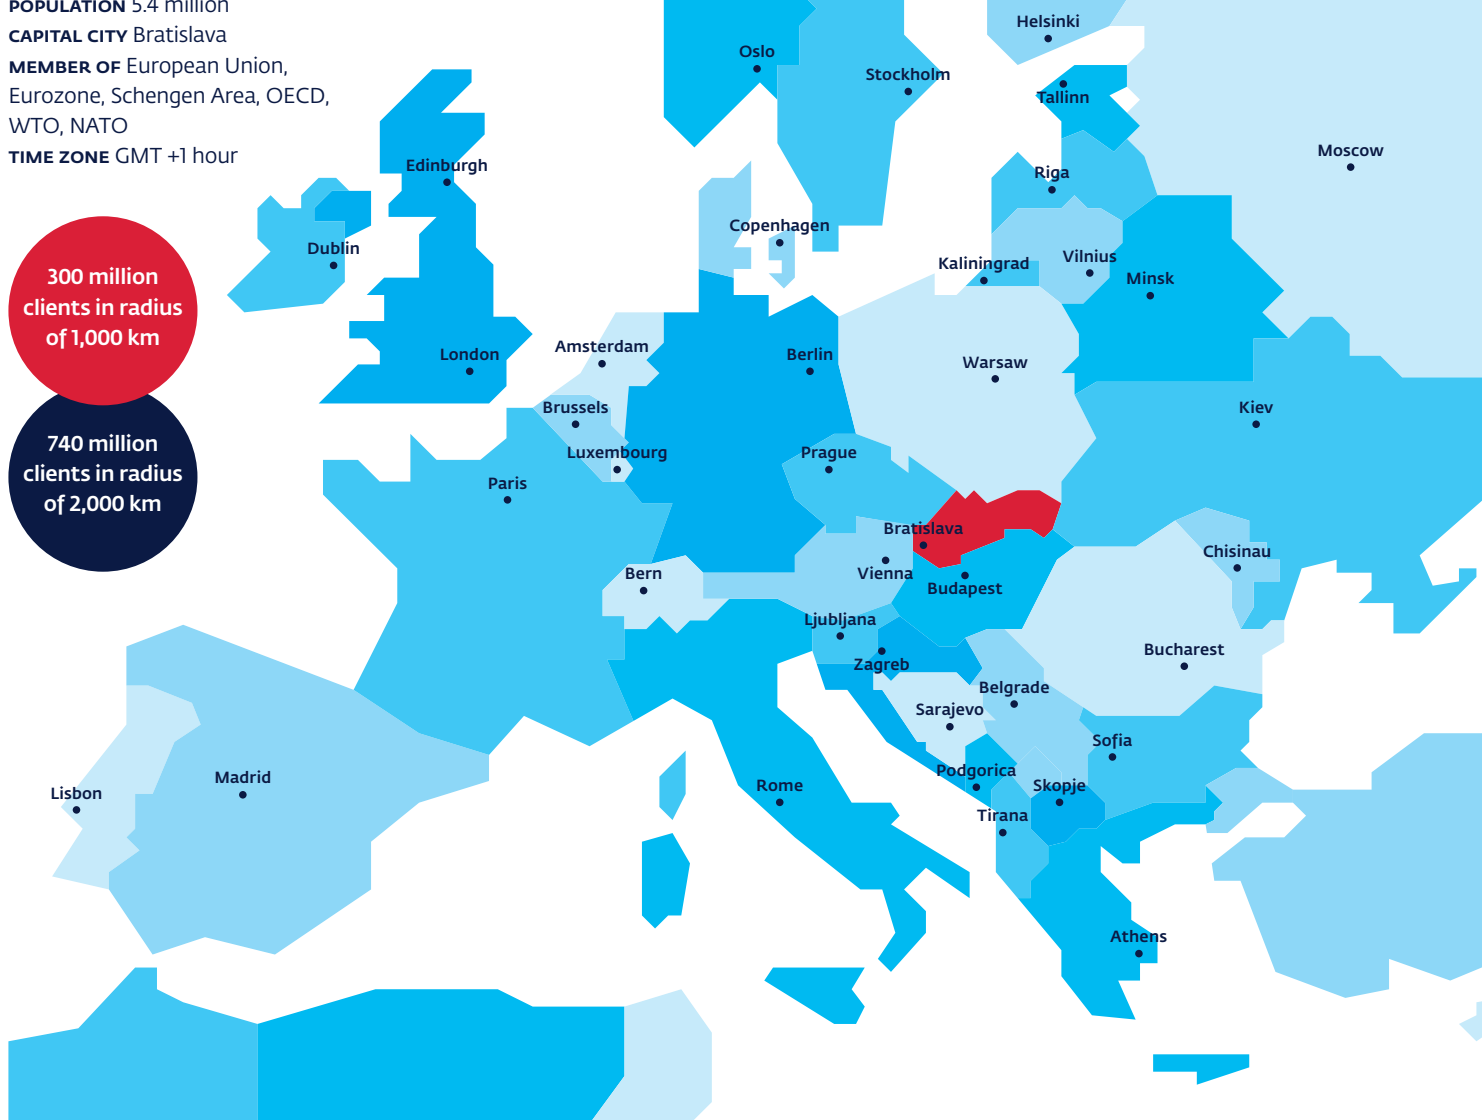 POPULATION 5.4 million
CAPITAL CITY Bratislava
MEMBER OF European Union,
Eurozone, Schengen Area, OECD,
WTO, NATO
TIME ZONE GMT +1 hour
300 million
clients in radius
of 1,000 km
740 million
clients in radius
of 2,000 km
Helsinki
Oslo
Stockholm
Tallinn
Moscow
Edinburgh
Riga
Copenhagen
Dublin
Vilnius
Kaliningrad
Minsk
Amsterdam
London
Berlin
Warsaw
Brussels
Kiev
Luxembourg
Prague
Paris
Bratislava
Chisinau
Bern
Vienna
Budapest
Ljubljana
Bucharest
Zagreb
Belgrade
Sarajevo
Sofia
Podgorica
Madrid
Rome
Skopje
Lisbon
Tirana
Athens